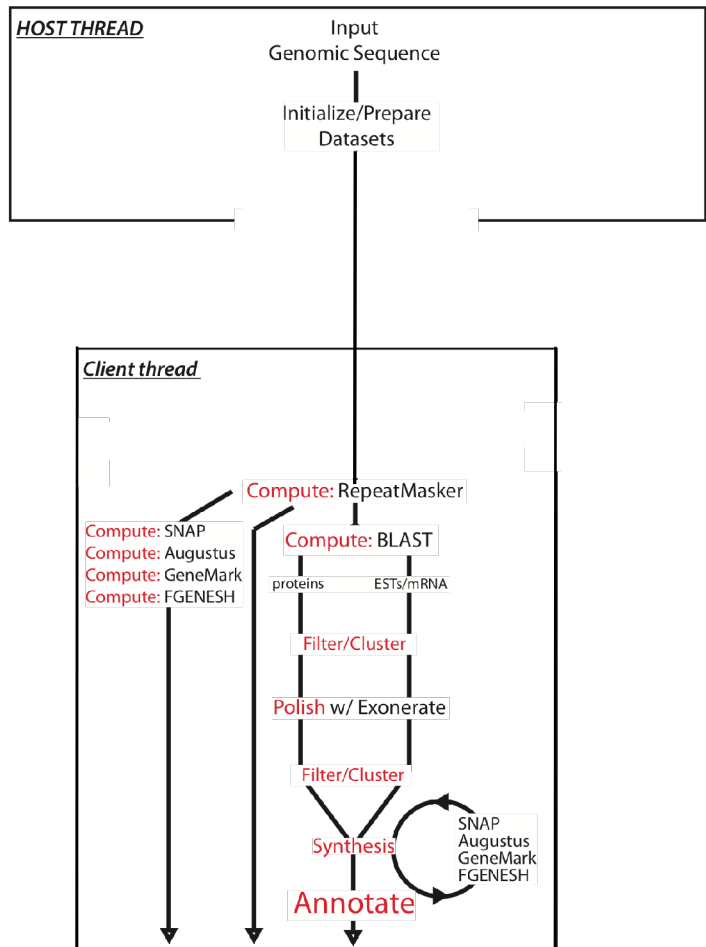 HOST THREAD
Input
Genomic Sequence
Initialize/Prepare
Datasets
Client thread
Compute: RepeatMasker
Compute: SNAP
Compute: Augustus
Compute: GeneMark
Compute: FGENESH
Compute: BLAST
proteins
ESTs/mRNA
Filter/Cluster
Polish w/ Exonerate
Filter/Cluster
Synthesis
SNAP
Augustus
GeneMark
FGENESH
Annotate